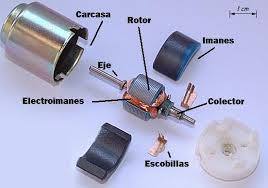 Carcasa
Rotor
1 cm
Imanes
Eje
Electroimanes
Colector
Escobillas